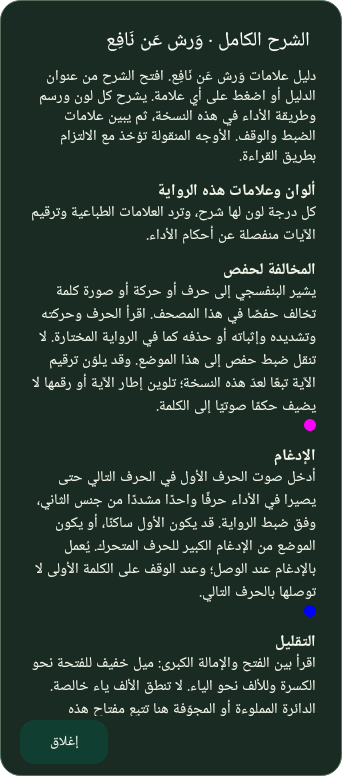 الشرح الكامل · وَرش عَن نَافِع
دليل علامات وَرش عَن نَافِع. افتح الشرح من عنوان
الدليل أو اضغط على أي علامة. يشرح كل لون ورسم
وطريقة الأداء في هذه النسخة، ثم يبين علامات
الضبط والوقف. الأوجه المنقولة تؤخذ مع الالتزام
بطريق القراءة.
ألوان وعلامات هذه الرواية
كل درجة لون لها شرح، وترد العلامات الطباعية وترقيم
الآيات منفصلة عن أحكام الأداء.
المخالفة لحفص
يشير البنفسجي إلى حرف أو حركة أو صورة كلمة
تخالف حفصًا في هذا المصحف. اقرأ الحرف وحركته
وتشديده وإثباته أو حذفه كما في الرواية المختارة. لا
تنقل ضبط حفص إلى هذا الموضع. وقد يلوّن ترقيم
الآية تبعًا لعدّ هذه النسخة؛ تلوين إطار الآية أو رقمها لا
يضيف حكمًا صوتيًا إلى الكلمة.
الإدغام
أدخل صوت الحرف الأول في الحرف التالي حتى
يصيرا في الأداء حرفًا واحدًا مشددًا من جنس الثاني،
وفق ضبط الرواية. قد يكون الأول ساكنًا، أو يكون
الموضع من الإدغام الكبير للحرف المتحرك. يُعمل
بالإدغام عند الوصل؛ وعند الوقف على الكلمة الأولى لا
توصلها بالحرف التالي.
التقليل
اقرأ بين الفتح والإمالة الكبرى: ميل خفيف للفتحة نحو
الكسرة وللألف نحو الياء. لا تنطق الألف ياء خالصة.
الدائرة المملوءة أو المجوّفة هنا تتبع مفتاح هذه
إغلاق